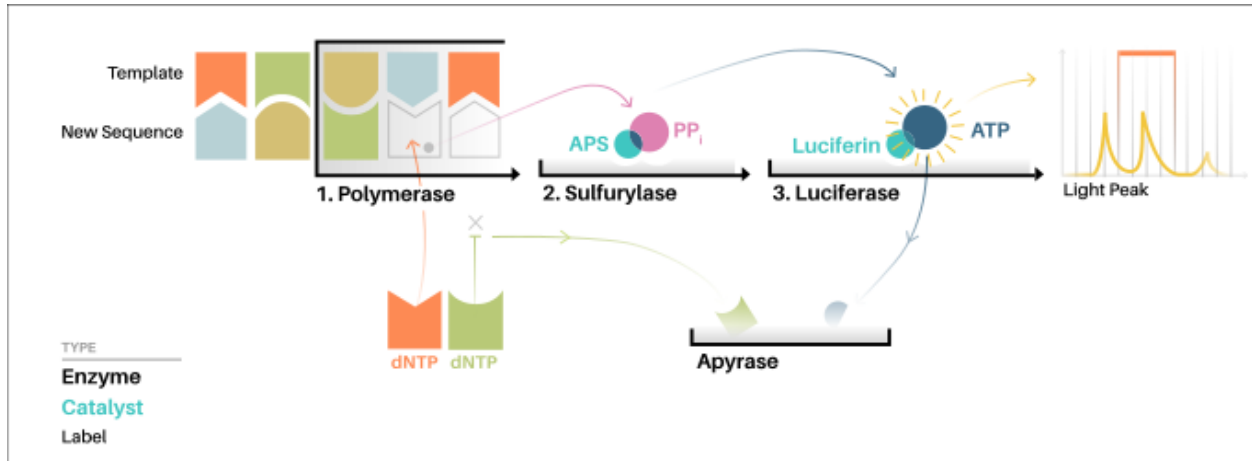 Template
New Sequence
APS
PPi
Luciferin
ATP
1. Polymerase
2. Sulfurylase
3. Luciferase
Light Peak
dNTP
dNTP
Apyrase
TYPE
Enzyme
Catalyst
Label